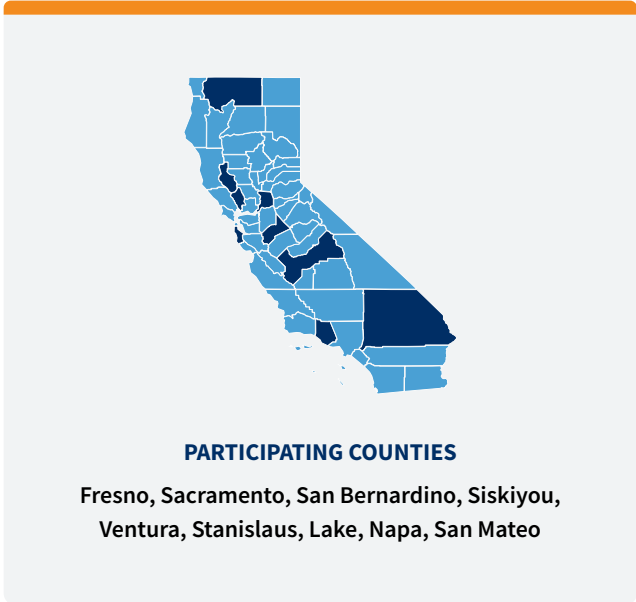 PARTICIPATING COUNTIES
Fresno, Sacramento, San Bernardino, Siskiyou,
Ventura, Stanislaus, Lake, Napa, San Mateo